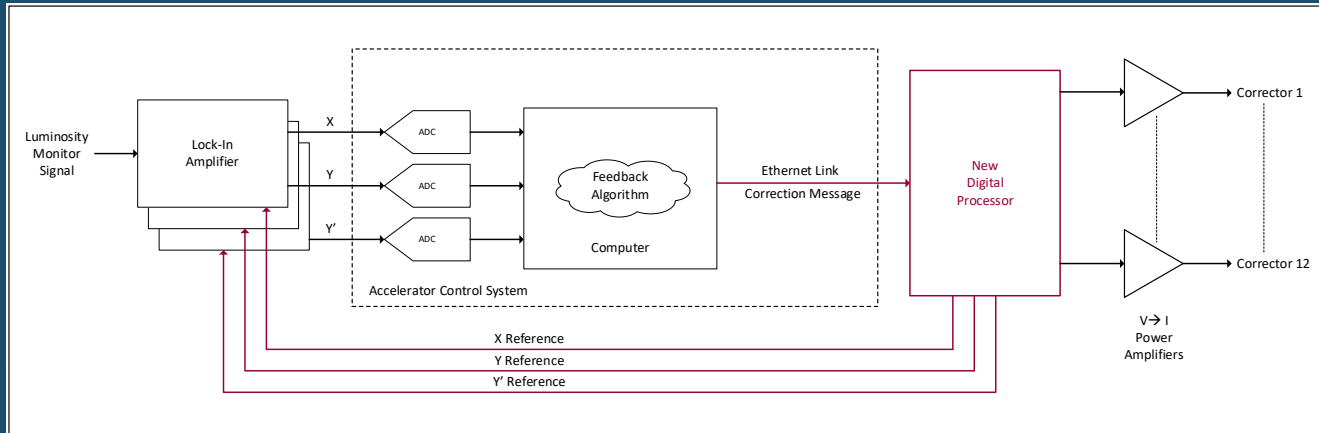 Luminosity
Monitor
Signal
Lock-In
Amplifier
X
Y
Y'
ADC
ADC
ADC
Feedback
Algorithm
Computer
Accelerator Control System
Ethernet Link
Correction Message
New
Digital
Processor
Corrector 1
Corrector 12
V→ I
Power
Amplifiers
X Reference
Y Reference
Y' Reference